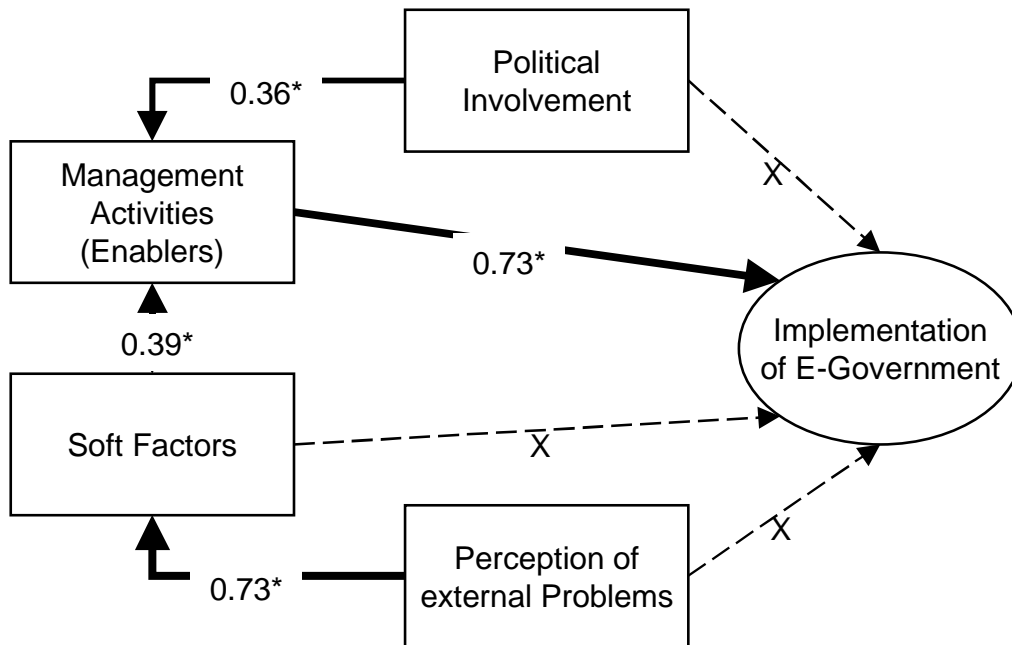 Political
Involvement
0.36*
X
Management
Activities
(Enablers)
0.73*
Implementation
of E-Government
0.39*
Soft Factors
X
X
Perception of
external Problems
0.73*